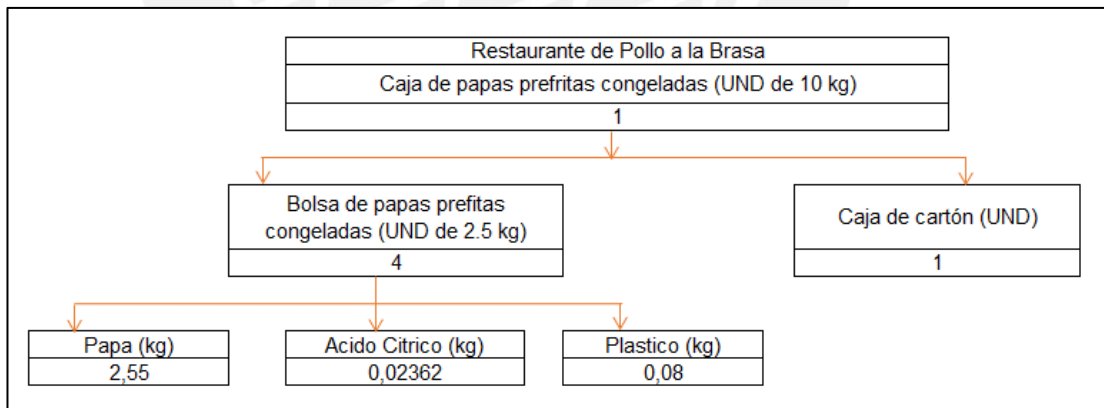 Restaurante de Pollo a la Brasa
Caja de papas prefritas congeladas (UND de 10 kg)
1
Bolsa de papas prefitas
congeladas (UND de 2.5 kg)
4
Caja de cartón (UND)
1
Papa (kg)
2,55
Acido Citrico (kg)
0,02362
Plastico (kg)
0,08